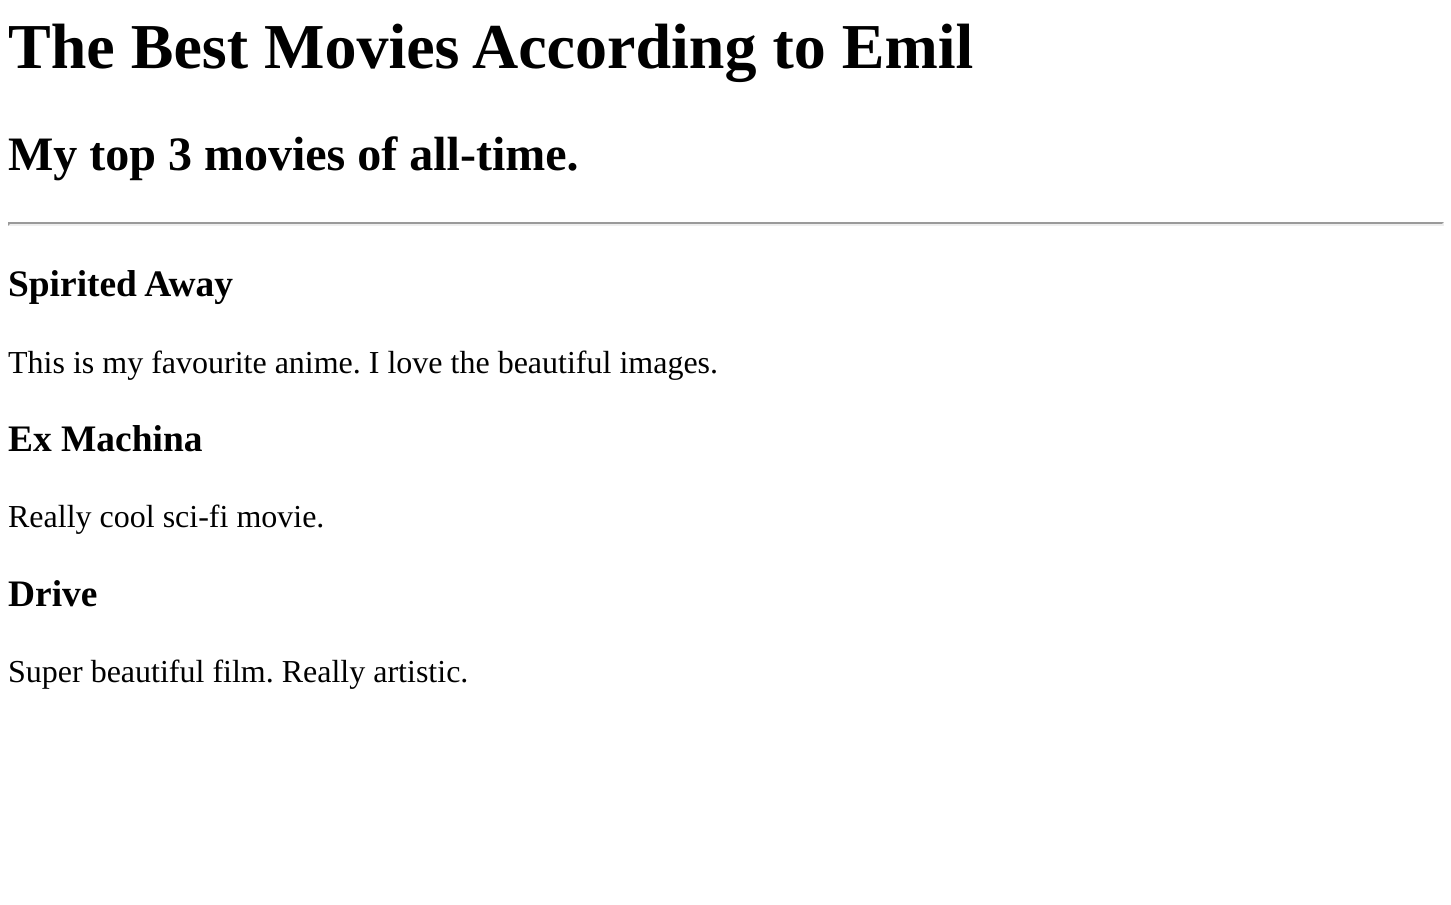 The Best Movies According to Emil
My top 3 movies of all-time.
Spirited Away
This is my favourite anime. I love the beautiful images.
Ex Machina
Really cool sci-fi movie.
Drive
Super beautiful film. Really artistic.